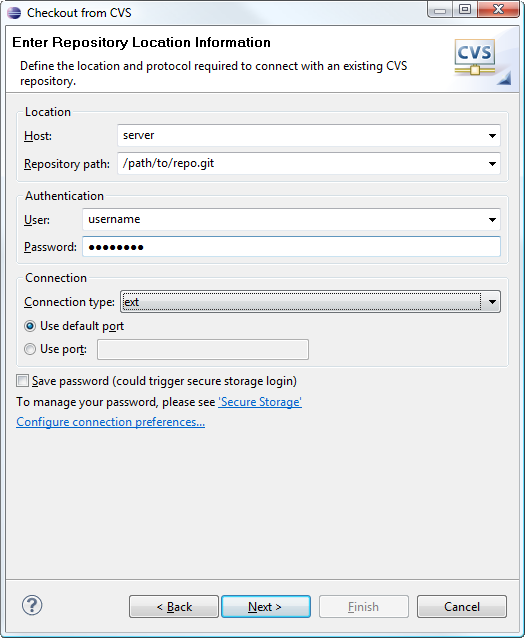 Checkout from CVS
Enter Repository Location Information
Define the location and protocol required to connect with an existing CVS
repository.
CVS
Location
Host: server
Repository path: /path/to/repo.git
Authentication
User: username
Password: ●●●●●●●●
Connection
Connection type: ext
Use default port
Use port:
Save password (could trigger secure storage login)
To manage your password, please see 'Secure Storage'
Configure connection preferences...
?
< Back Next > Finish Cancel